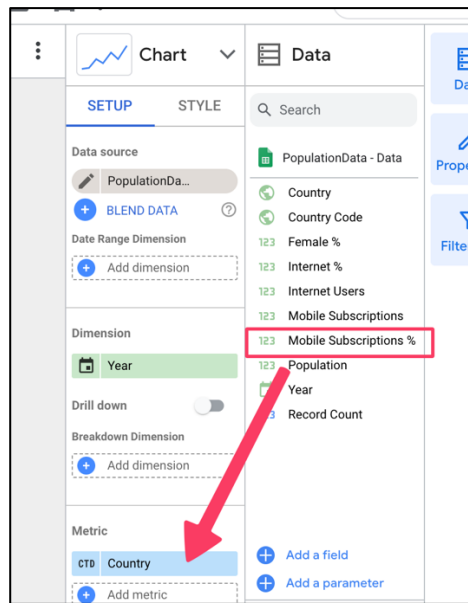 Chart
SETUP
STYLE
Data source
PopulationDa...
BLEND DATA
Date Range Dimension
Add dimension
Dimension
Year
Drill down
Breakdown Dimension
Add dimension
Metric
CTD Country
Add metric
Data
Search
PopulationData - Data
Country
Country Code
123 Female %
123 Internet %
123 Internet Users
123 Mobile Subscriptions
123 Mobile Subscriptions %
123 Population
Year
Record Count
Add a field
Add a parameter